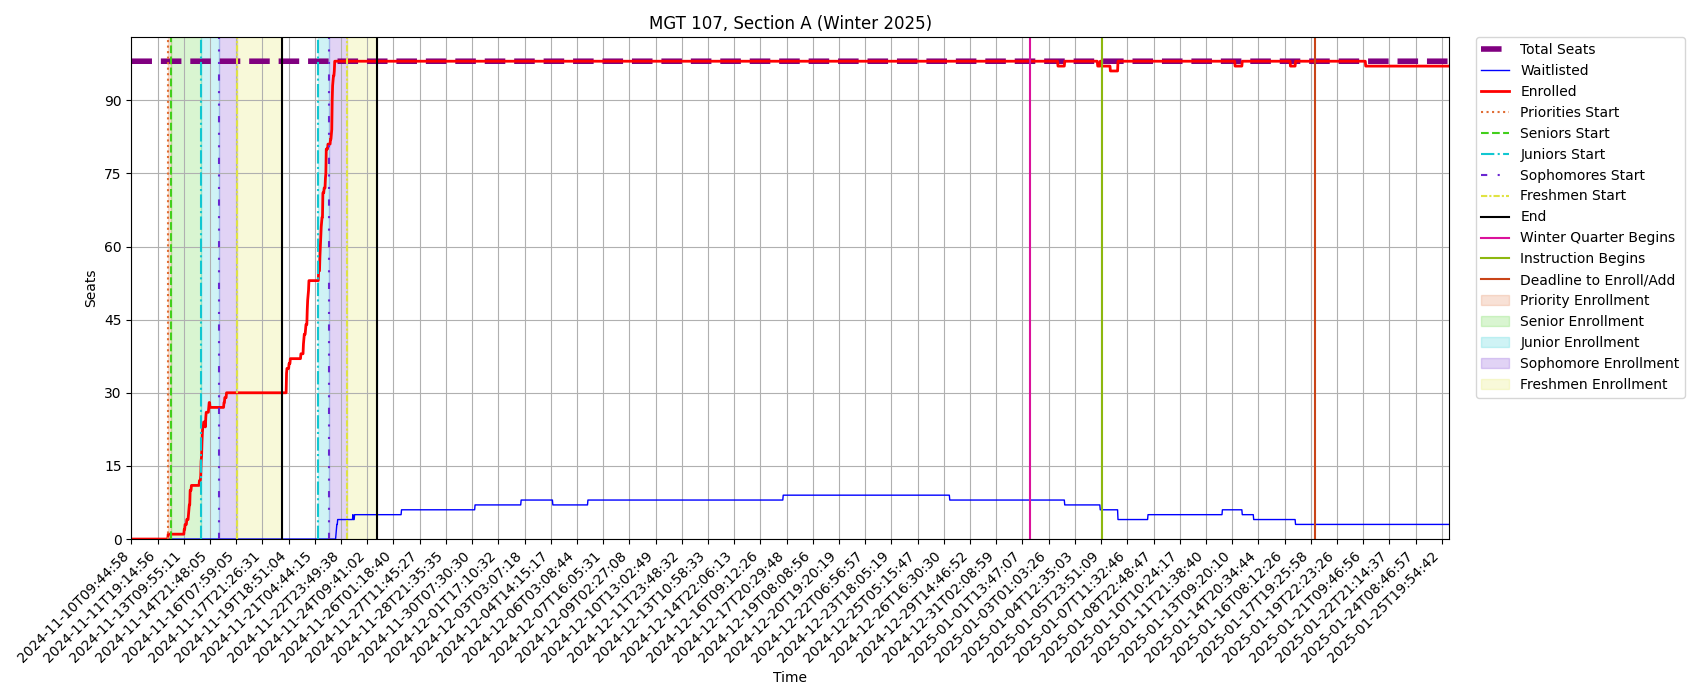 MGT 107, Section A (Winter 2025)
Total Seats
Waitlisted
Enrolled
Priorities Start
Seniors Start
Juniors Start
Sophomores Start
Freshmen Start
End
Winter Quarter Begins
Instruction Begins
Deadline to Enroll/Add
Priority Enrollment
Senior Enrollment
Junior Enrollment
Sophomore Enrollment
Freshmen Enrollment
Seats
90
75
60
45
30
15
0
2024-11-10T09:44:58
2024-11-11T19:14:56
2024-11-13T09:55:11
2024-11-14T21:48:05
2024-11-16T07:59:05
2024-11-17T21:26:31
2024-11-19T18:51:04
2024-11-21T04:44:15
2024-11-22T23:49:38
2024-11-24T09:41:02
2024-11-26T01:18:40
2024-11-27T11:45:27
2024-11-28T21:35:35
2024-11-30T07:30:30
2024-12-01T17:10:32
2024-12-03T03:07:18
2024-12-04T14:15:17
2024-12-06T03:08:44
2024-12-07T16:05:31
2024-12-09T02:27:08
2024-12-10T13:02:49
2024-12-11T23:48:32
2024-12-13T10:58:33
2024-12-14T22:06:13
2024-12-16T09:12:26
2024-12-17T20:29:48
2024-12-19T08:08:56
2024-12-20T19:20:19
2024-12-22T06:56:57
2024-12-23T18:05:19
2024-12-25T05:15:47
2024-12-26T16:30:30
2024-12-29T14:46:52
2024-12-31T02:08:59
2025-01-01T13:47:07
2025-01-03T01:03:26
2025-01-04T12:35:03
2025-01-05T23:51:09
2025-01-07T11:32:46
2025-01-08T22:48:47
2025-01-10T10:24:17
2025-01-11T21:38:40
2025-01-13T09:20:10
2025-01-14T20:34:44
2025-01-16T08:12:26
2025-01-17T19:25:58
2025-01-19T22:23:26
2025-01-21T09:46:56
2025-01-22T21:14:37
2025-01-24T08:46:57
2025-01-25T19:54:42
Time